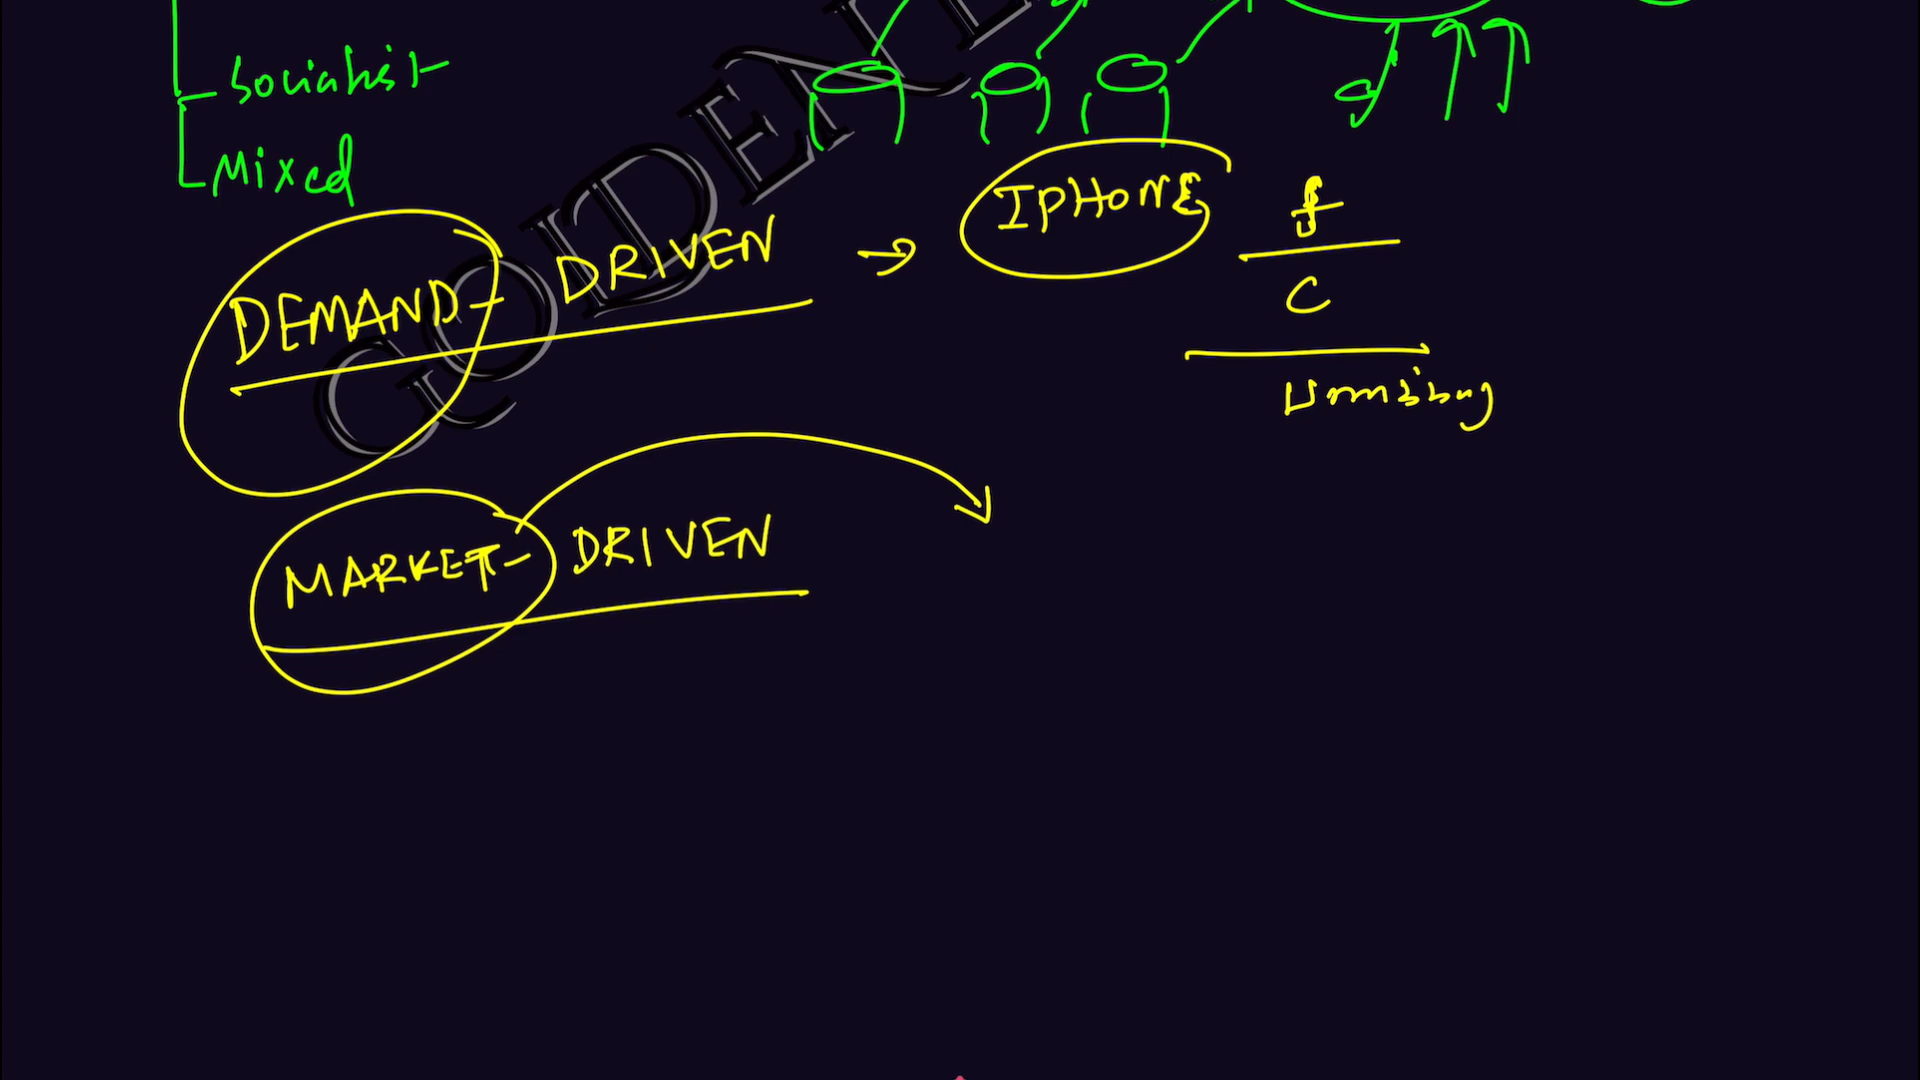 Socialist
Mixed
DEMAND-DRIVEN → IPHONE
C
MARKET-DRIVEN